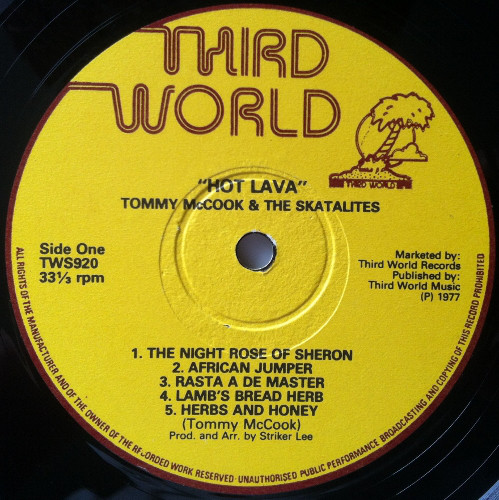 THIRD
WORLD
THIRD WORLD
"HOT LAVA"
TOMMY McCOOK & THE SKATALITES
Side One
TWS920
33⅓ rpm
Marketed by:
Third World Records
Published by:
Third World Music
(P) 1977
1. THE NIGHT ROSE OF SHERON
2. AFRICAN JUMPER
3. RASTA A DE MASTER
4. LAMB'S BREAD HERB
5. HERBS AND HONEY
(Tommy McCook)
Prod. and Arr. by Striker Lee
ALL RIGHTS OF THE MANUFACTURER AND OF THE OWNER OF THE RECORDED WORK RESERVED·UNAUTHORISED PUBLIC PERFORMANCE BROADCASTING AND COPYING OF THIS RECORD PROHIBITED